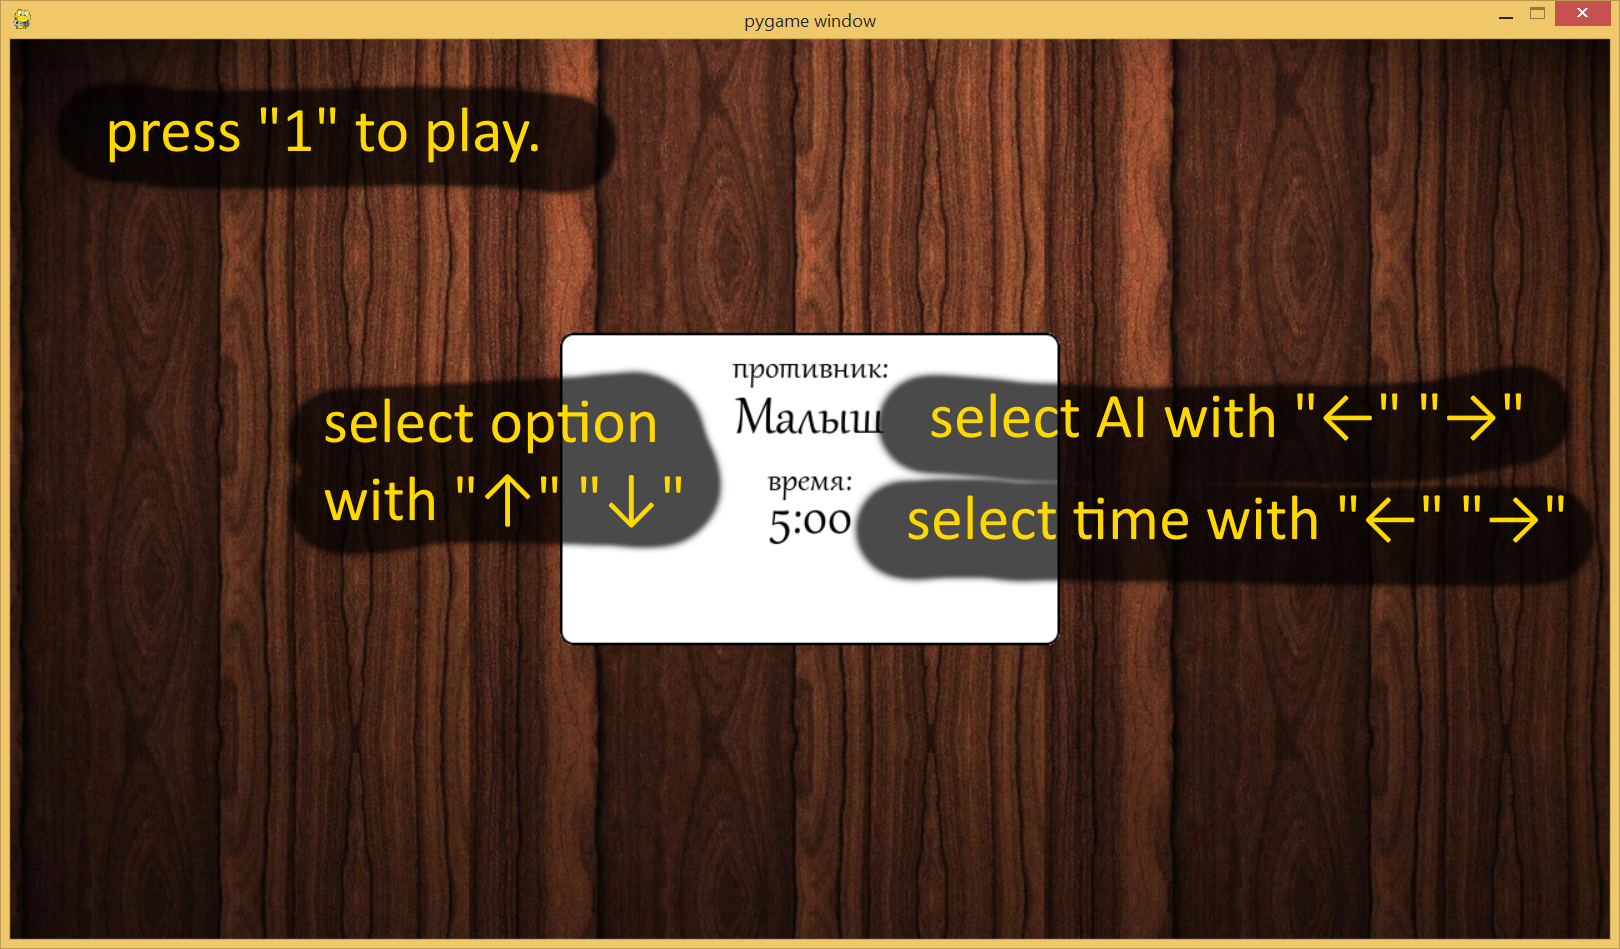 pygame window
press "1" to play.
противник:
Малыш
select option
with "↑" "↓"
select AI with "←" "→"
время:
5:00
select time with "←" "→"